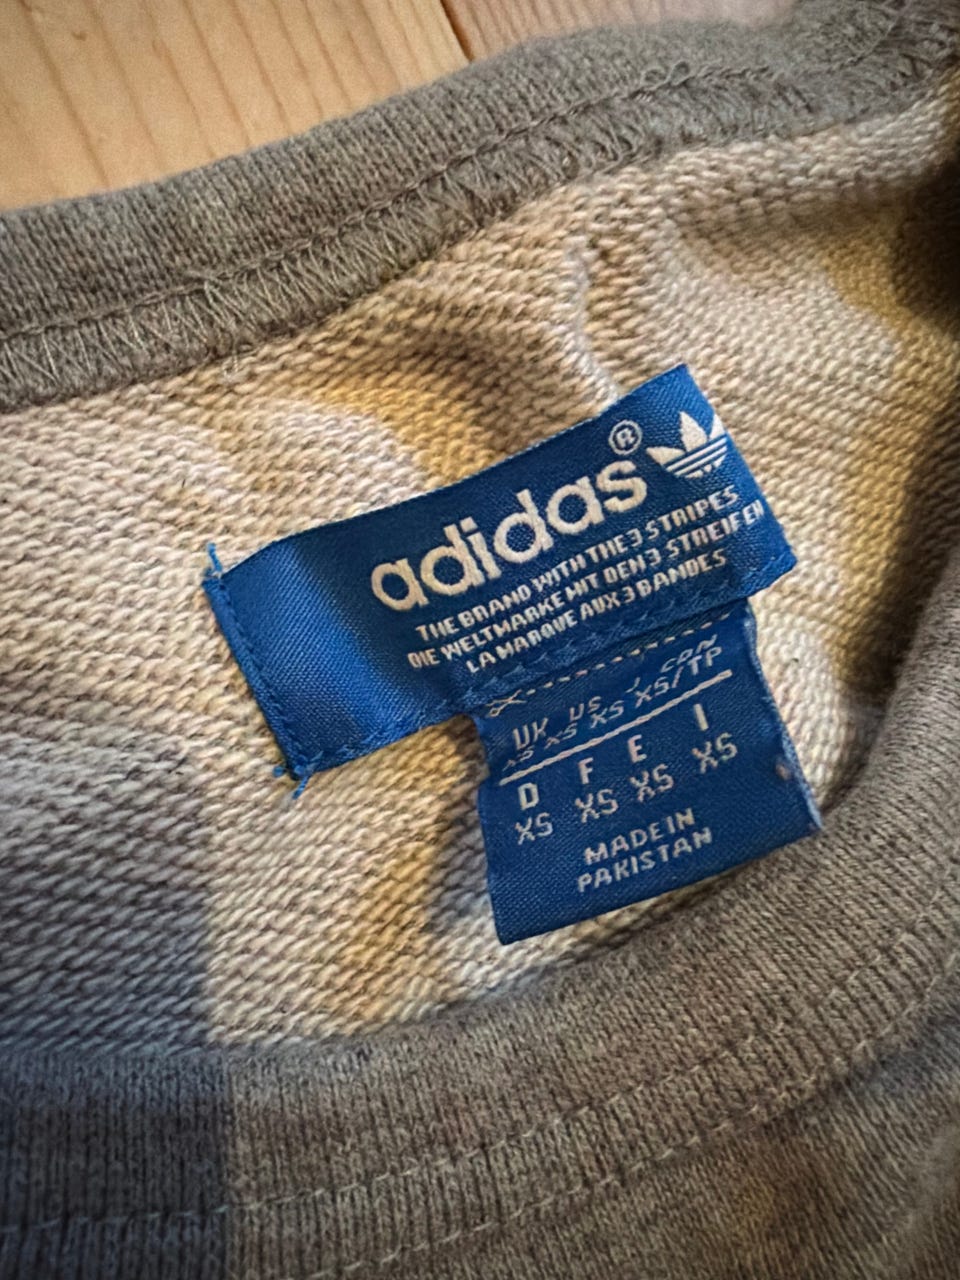 adidas®
THE BRAND WITH THE 3 STRIPES
DIE WELTMARKE MIT DEN 3 STREIFEN
LA MARQUE AUX 3 BANDES
UK US CDN
XS XS XS/TP
D F E I
XS XS XS XS
MADE IN
PAKISTAN